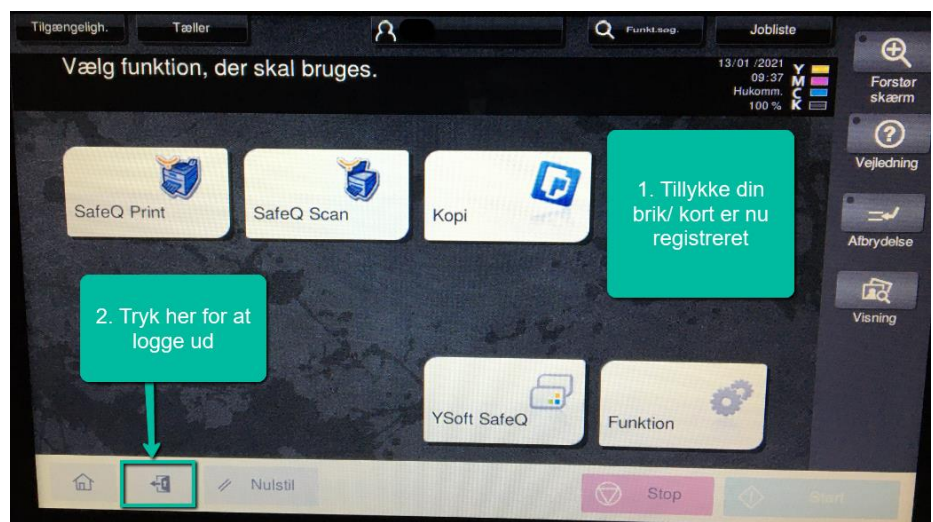 Tilgængeligh.
Tæller
Funkt.søg.
Jobliste
Vælg funktion, der skal bruges.
13/01 /2021
09:37
Hukomm.
100 %
Y
M
C
K
Forstør
skærm
Vejledning
Afbrydelse
Visning
SafeQ Print
SafeQ Scan
Kopi
1. Tillykke din
brik/ kort er nu
registreret
2. Tryk her for at
logge ud
YSoft SafeQ
Funktion
Nulstil
Stop
Start